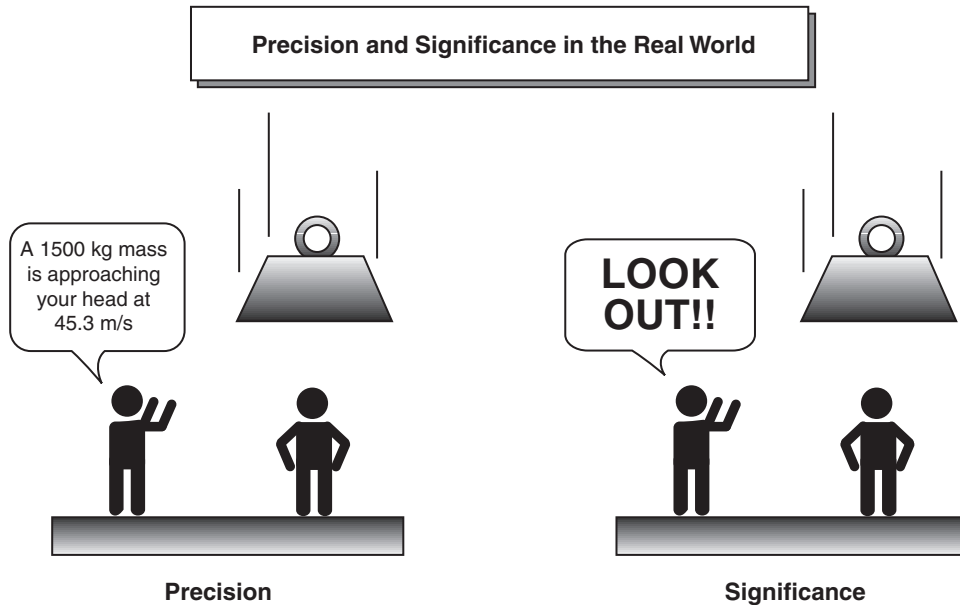 Precision and Significance in the Real World
A 1500 kg mass
is approaching
your head at
45.3 m/s
LOOK
OUT!!
Precision
Significance